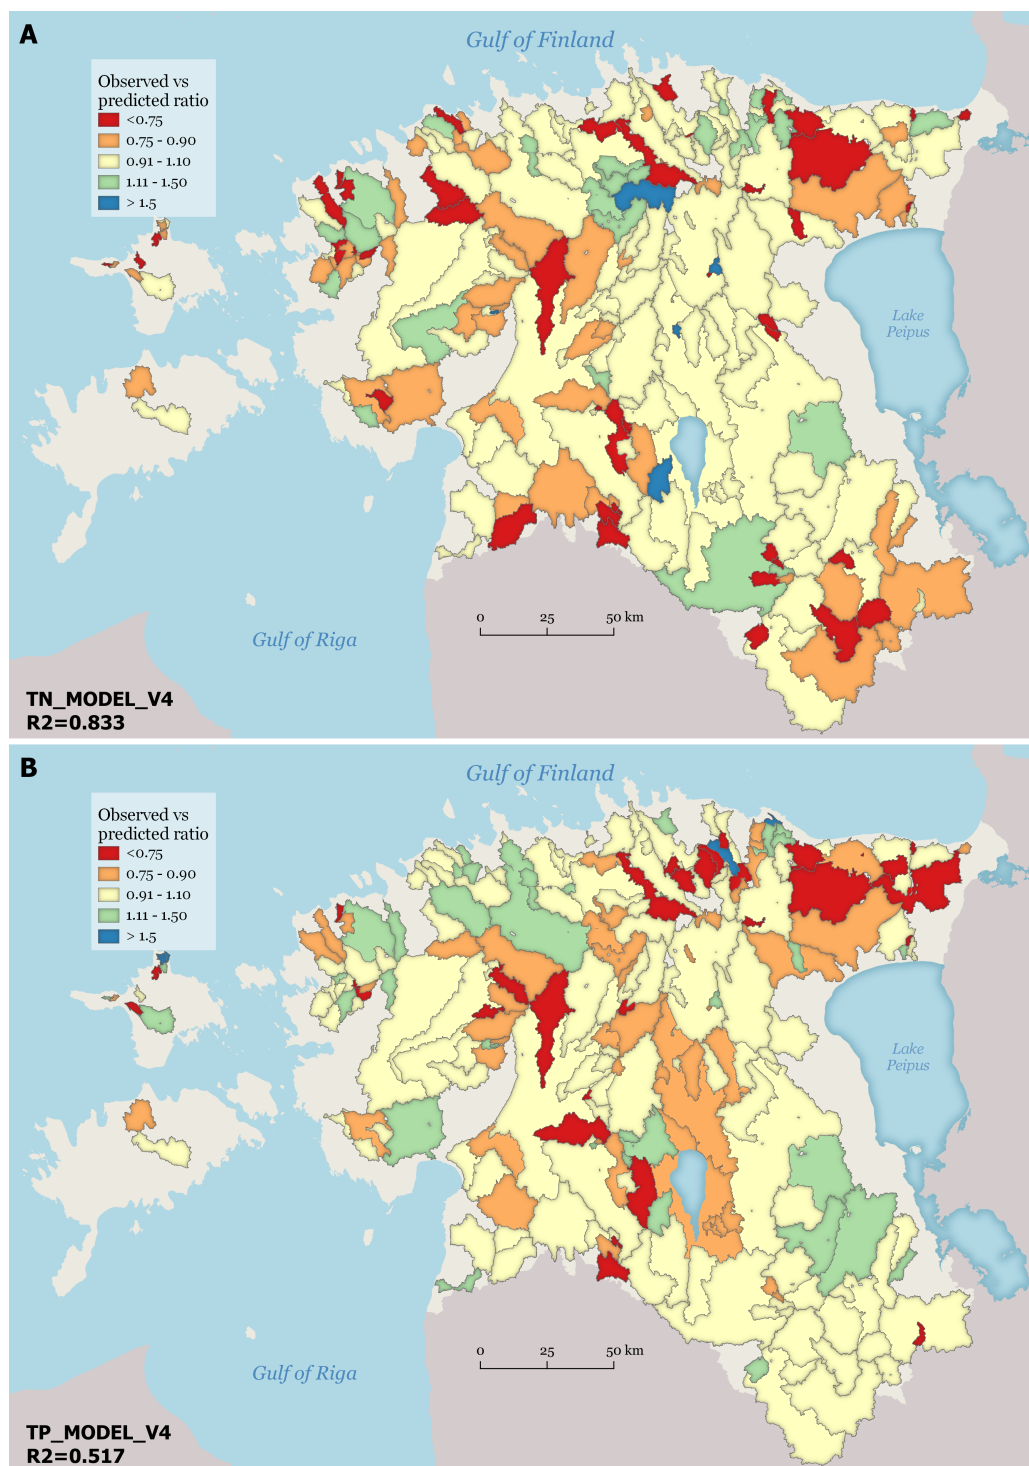 A
Gulf of Finland
Observed vs
predicted ratio
<0.75
0.75 - 0.90
0.91 - 1.10
1.11 - 1.50
> 1.5
Lake
Peipus
0 25 50 km
Gulf of Riga
TN_MODEL_V4
R2=0.833
B
Gulf of Finland
Observed vs
predicted ratio
<0.75
0.75 - 0.90
0.91 - 1.10
1.11 - 1.50
> 1.5
Lake
Peipus
0 25 50 km
Gulf of Riga
TP_MODEL_V4
R2=0.517